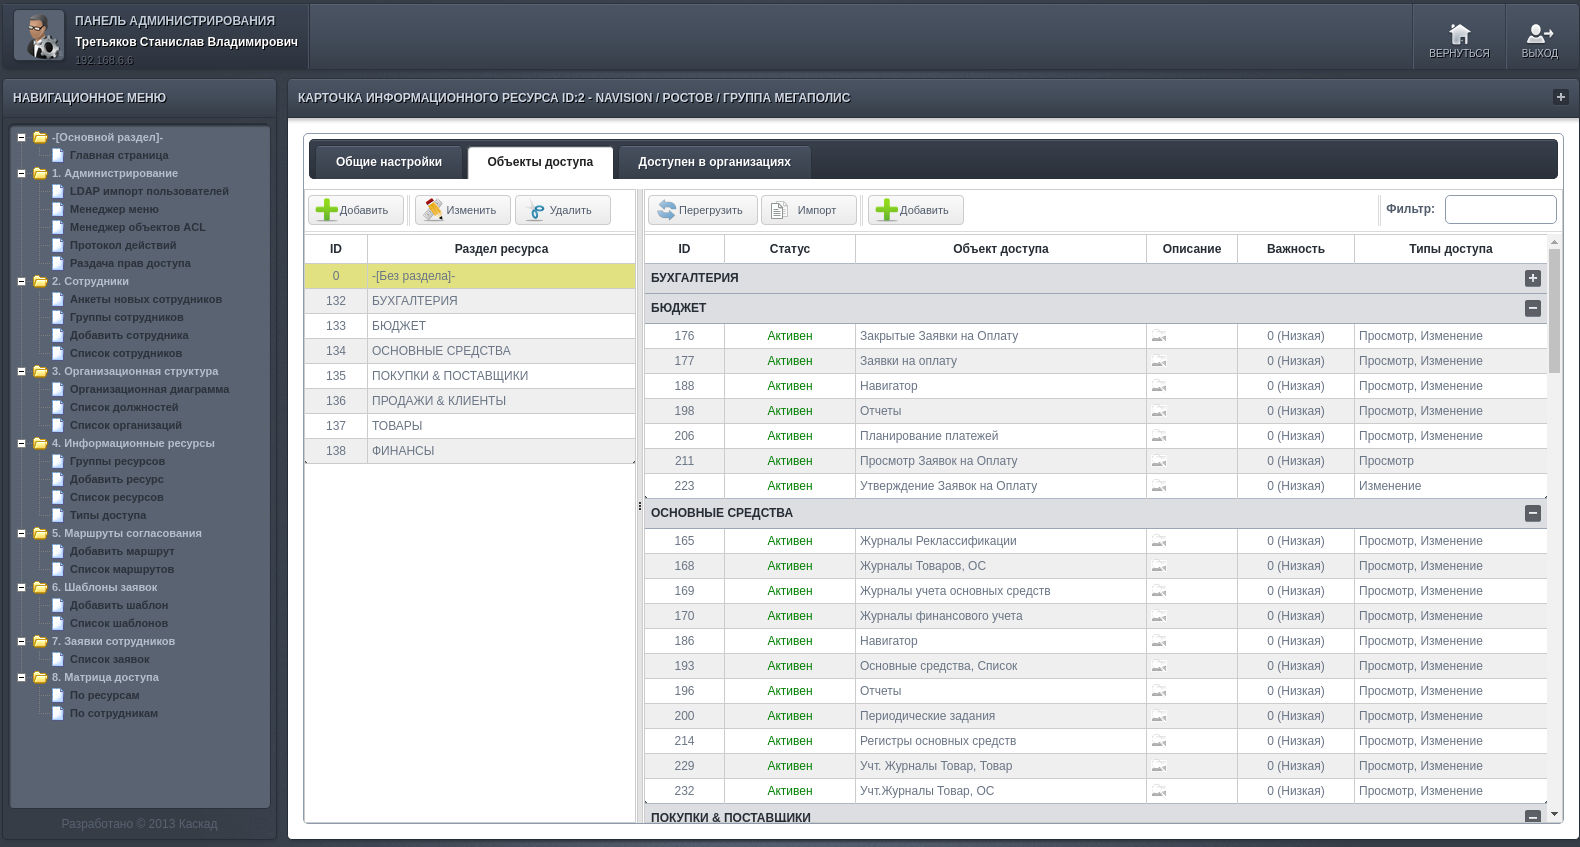 ПАНЕЛЬ АДМИНИСТРИРОВАНИЯ
Третьяков Станислав Владимирович
192.168.6.6
ВЕРНУТЬСЯ
ВЫХОД
НАВИГАЦИОННОЕ МЕНЮ
-[Основной раздел]-
Главная страница
1. Администрирование
LDAP импорт пользователей
Менеджер меню
Менеджер объектов ACL
Протокол действий
Раздача прав доступа
2. Сотрудники
Анкеты новых сотрудников
Группы сотрудников
Добавить сотрудника
Список сотрудников
3. Организационная структура
Организационная диаграмма
Список должностей
Список организаций
4. Информационные ресурсы
Группы ресурсов
Добавить ресурс
Список ресурсов
Типы доступа
5. Маршруты согласования
Добавить маршрут
Список маршрутов
6. Шаблоны заявок
Добавить шаблон
Список шаблонов
7. Заявки сотрудников
Список заявок
8. Матрица доступа
По ресурсам
По сотрудникам
Разработано © 2013 Каскад
КАРТОЧКА ИНФОРМАЦИОННОГО РЕСУРСА ID:2 - NAVISION / РОСТОВ / ГРУППА МЕГАПОЛИС
Общие настройки Объекты доступа Доступен в организациях
Добавить Изменить Удалить
ID Раздел ресурса
0 -[Без раздела]-
132 БУХГАЛТЕРИЯ
133 БЮДЖЕТ
134 ОСНОВНЫЕ СРЕДСТВА
135 ПОКУПКИ & ПОСТАВЩИКИ
136 ПРОДАЖИ & КЛИЕНТЫ
137 ТОВАРЫ
138 ФИНАНСЫ
Перегрузить Импорт Добавить Фильтр:
ID Статус Объект доступа Описание Важность Типы доступа
БУХГАЛТЕРИЯ
БЮДЖЕТ
176 Активен Закрытые Заявки на Оплату 0 (Низкая) Просмотр, Изменение
177 Активен Заявки на оплату 0 (Низкая) Просмотр, Изменение
188 Активен Навигатор 0 (Низкая) Просмотр, Изменение
198 Активен Отчеты 0 (Низкая) Просмотр, Изменение
206 Активен Планирование платежей 0 (Низкая) Просмотр, Изменение
211 Активен Просмотр Заявок на Оплату 0 (Низкая) Просмотр
223 Активен Утверждение Заявок на Оплату 0 (Низкая) Изменение
ОСНОВНЫЕ СРЕДСТВА
165 Активен Журналы Реклассификации 0 (Низкая) Просмотр, Изменение
168 Активен Журналы Товаров, ОС 0 (Низкая) Просмотр, Изменение
169 Активен Журналы учета основных средств 0 (Низкая) Просмотр, Изменение
170 Активен Журналы финансового учета 0 (Низкая) Просмотр, Изменение
186 Активен Навигатор 0 (Низкая) Просмотр, Изменение
193 Активен Основные средства, Список 0 (Низкая) Просмотр, Изменение
196 Активен Отчеты 0 (Низкая) Просмотр, Изменение
200 Активен Периодические задания 0 (Низкая) Просмотр, Изменение
214 Активен Регистры основных средств 0 (Низкая) Просмотр, Изменение
229 Активен Учт. Журналы Товар, Товар 0 (Низкая) Просмотр, Изменение
232 Активен Учт.Журналы Товар, ОС 0 (Низкая) Просмотр, Изменение
ПОКУПКИ & ПОСТАВЩИКИ